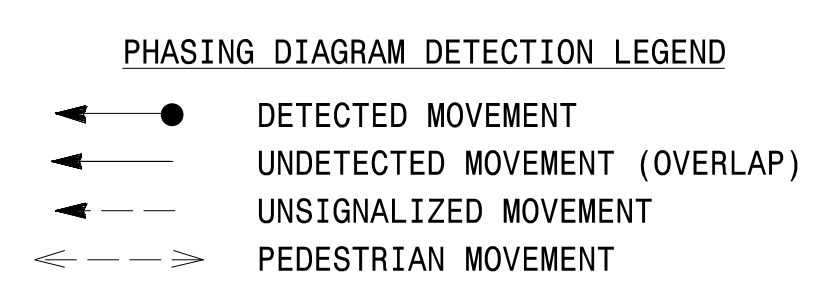 PHASING DIAGRAM DETECTION LEGEND
DETECTED MOVEMENT
UNDETECTED MOVEMENT (OVERLAP)
UNSIGNALIZED MOVEMENT
PEDESTRIAN MOVEMENT